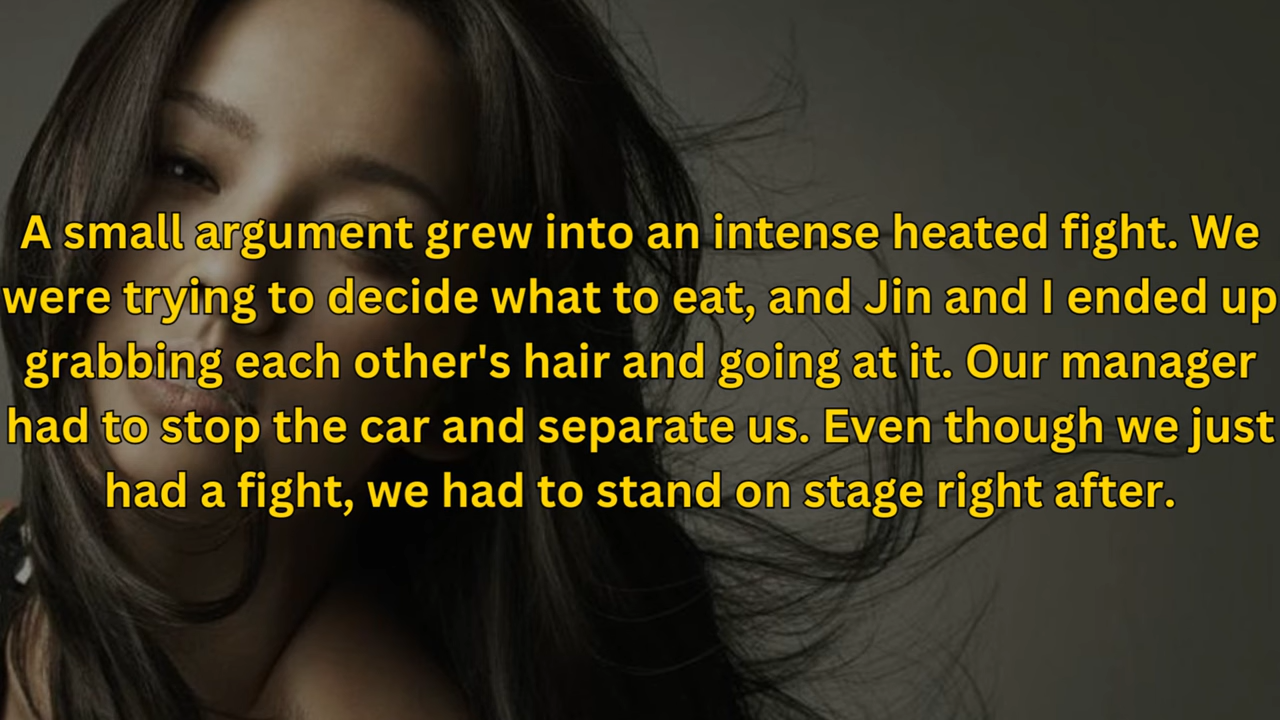 A small argument grew into an intense heated fight. We
were trying to decide what to eat, and Jin and I ended up
grabbing each other's hair and going at it. Our manager
had to stop the car and separate us. Even though we just
had a fight, we had to stand on stage right after.